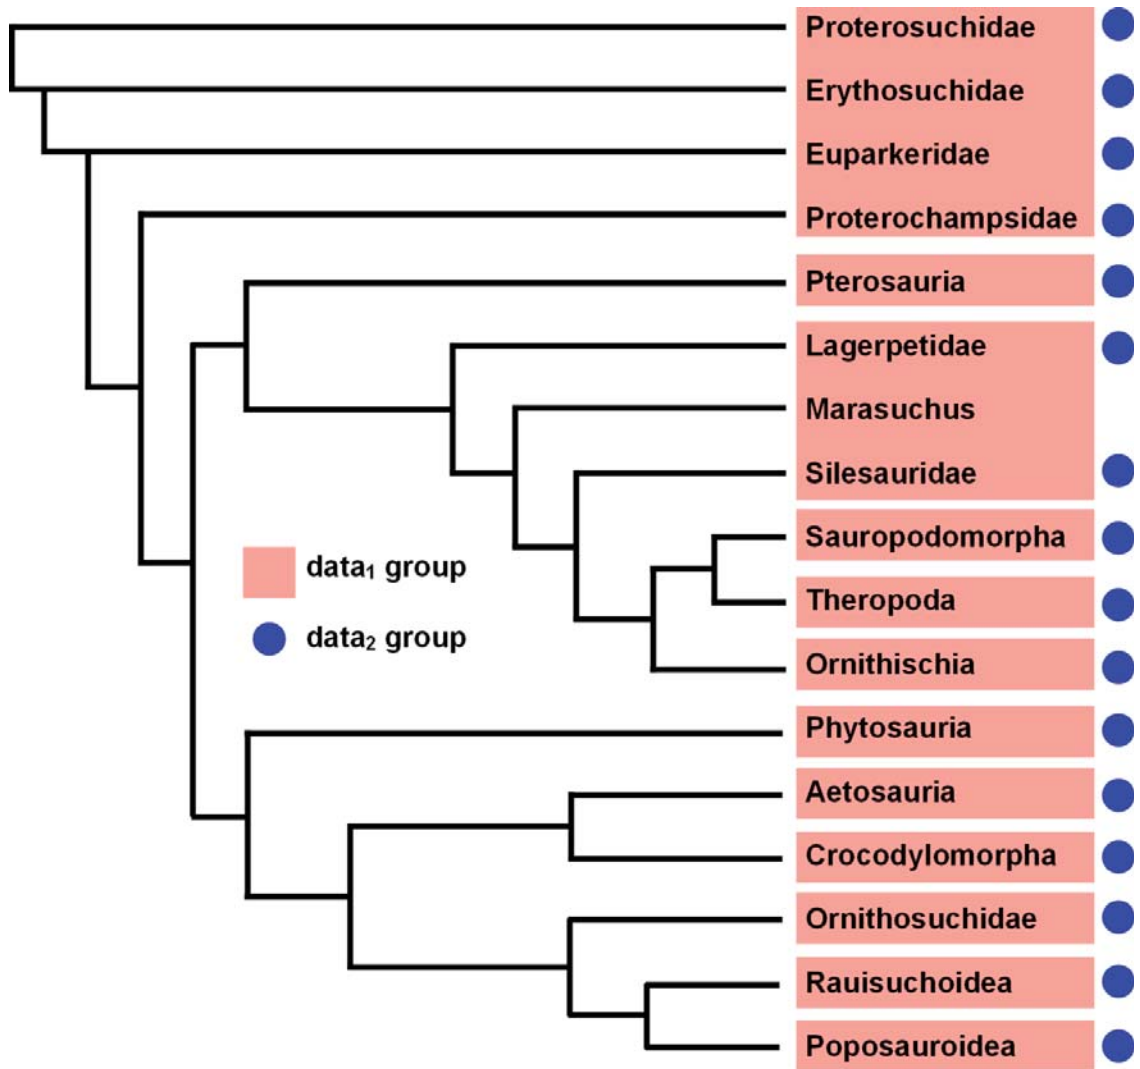 Proterosuchidae
Erythosuchidae
Euparkeridae
Proterochampsidae
Pterosauria
Lagerpetidae
Marasuchus
Silesauridae
Sauropodomorpha
Theropoda
Ornithischia
Phytosauria
Aetosauria
Crocodylomorpha
Ornithosuchidae
Rauisuchoidea
Poposauroidea
data₁ group
data₂ group